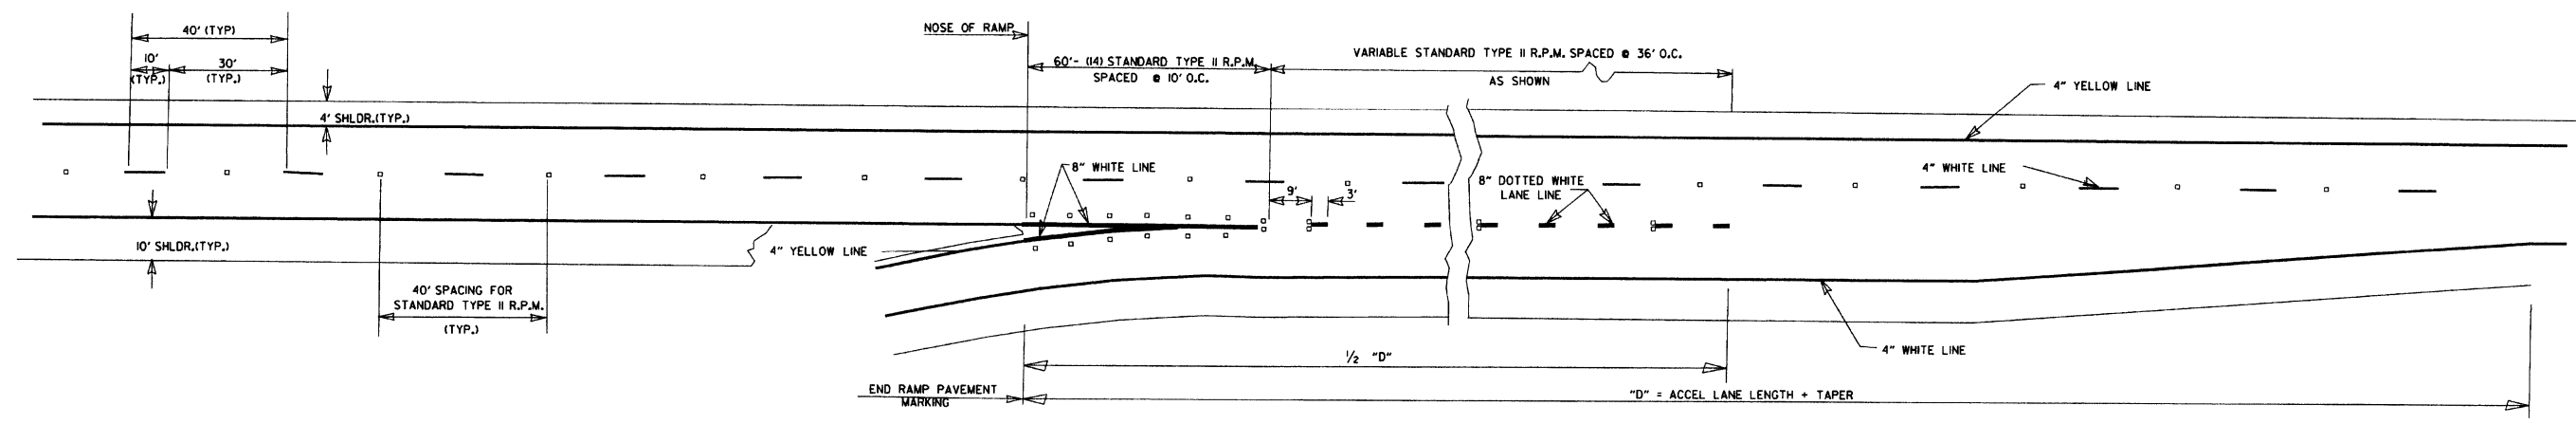 40' (TYP)
10'
(TYP.)
30'
(TYP.)
4' SHLDR.(TYP.)
NOSE OF RAMP
60'- (14) STANDARD TYPE II R.P.M.
SPACED @ 10' O.C.
VARIABLE STANDARD TYPE II R.P.M. SPACED @ 36' O.C.
AS SHOWN
4" YELLOW LINE
8" WHITE LINE
9'
3'
8" DOTTED WHITE
LANE LINE
4" WHITE LINE
10' SHLDR.(TYP.)
4" YELLOW LINE
40' SPACING FOR
STANDARD TYPE II R.P.M.
(TYP.)
4" WHITE LINE
1/2 "D"
END RAMP PAVEMENT
MARKING
"D" = ACCEL LANE LENGTH + TAPER